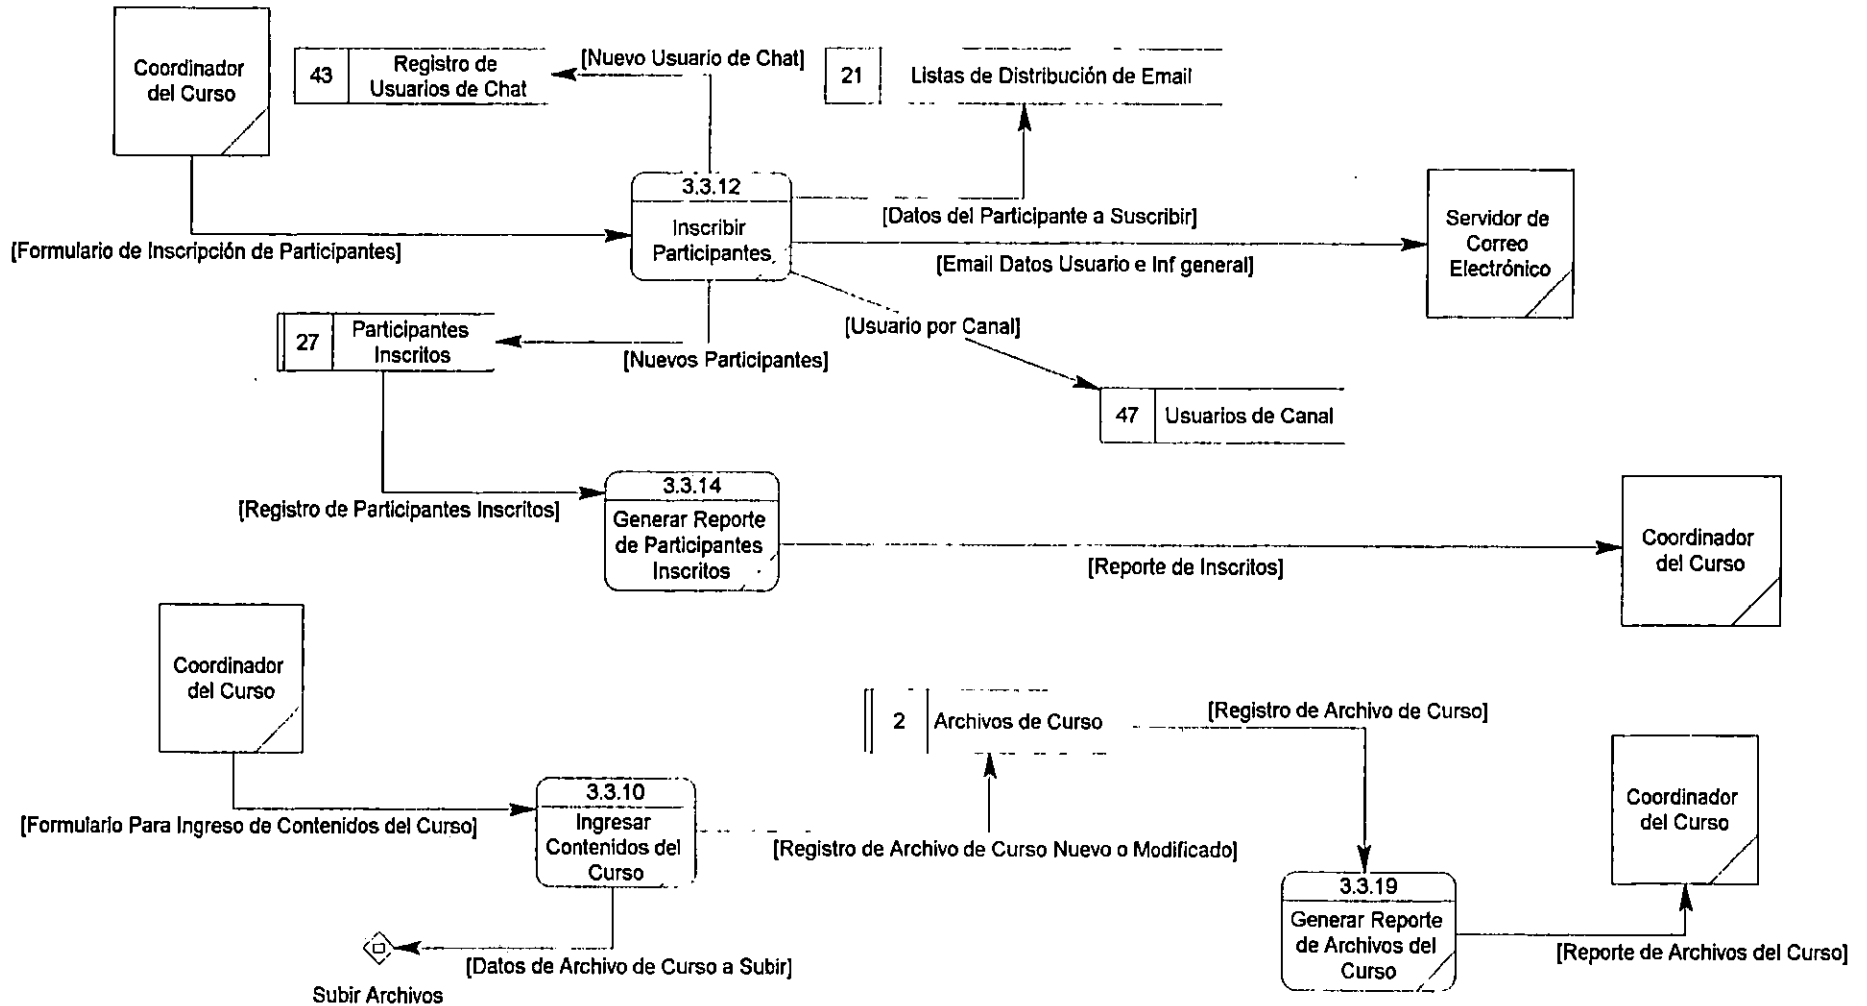 Coordinador
del Curso
43
Registro de
Usuarios de Chat
[Nuevo Usuario de Chat]
21
Listas de Distribución de Email
3.3.12
Inscribir
Participantes
[Formulario de Inscripción de Participantes]
[Datos del Participante a Suscribir]
[Email Datos Usuario e Inf general]
Servidor de
Correo
Electrónico
[Usuario por Canal]
27
Participantes
Inscritos
[Nuevos Participantes]
47
Usuarios de Canal
[Registro de Participantes Inscritos]
3.3.14
Generar Reporte
de Participantes
Inscritos
[Reporte de Inscritos]
Coordinador
del Curso
Coordinador
del Curso
2
Archivos de Curso
[Registro de Archivo de Curso]
[Formulario Para Ingreso de Contenidos del Curso]
3.3.10
Ingresar
Contenidos del
Curso
[Registro de Archivo de Curso Nuevo o Modificado]
Coordinador
del Curso
3.3.19
Generar Reporte
de Archivos del
Curso
[Reporte de Archivos del Curso]
[Datos de Archivo de Curso a Subir]
Subir Archivos